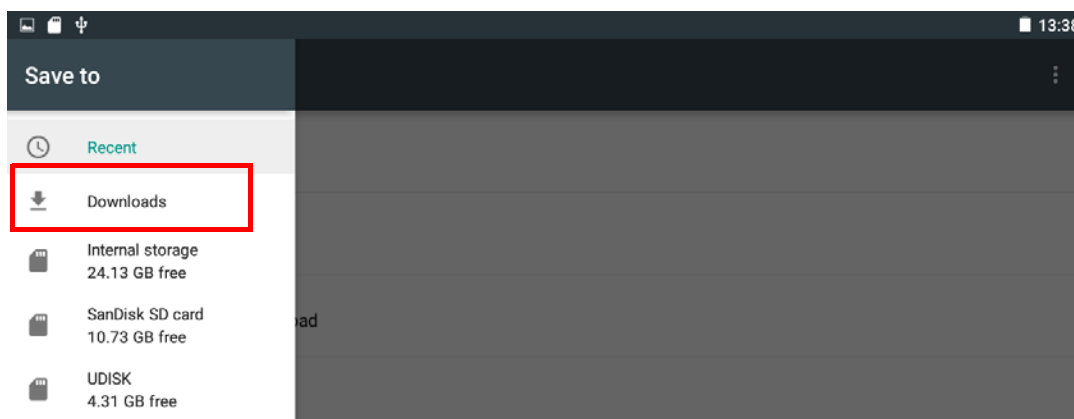 13:38
Save to
Recent
Downloads
Internal storage
24.13 GB free
SanDisk SD card
10.73 GB free
oad
UDISK
4.31 GB free